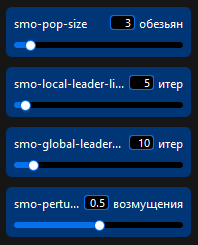 smo-pop-size 3 обезьян
smo-local-leader-li... 5 итер
smo-global-leader... 10 итер
smo-pertu... 0.5 возмущения